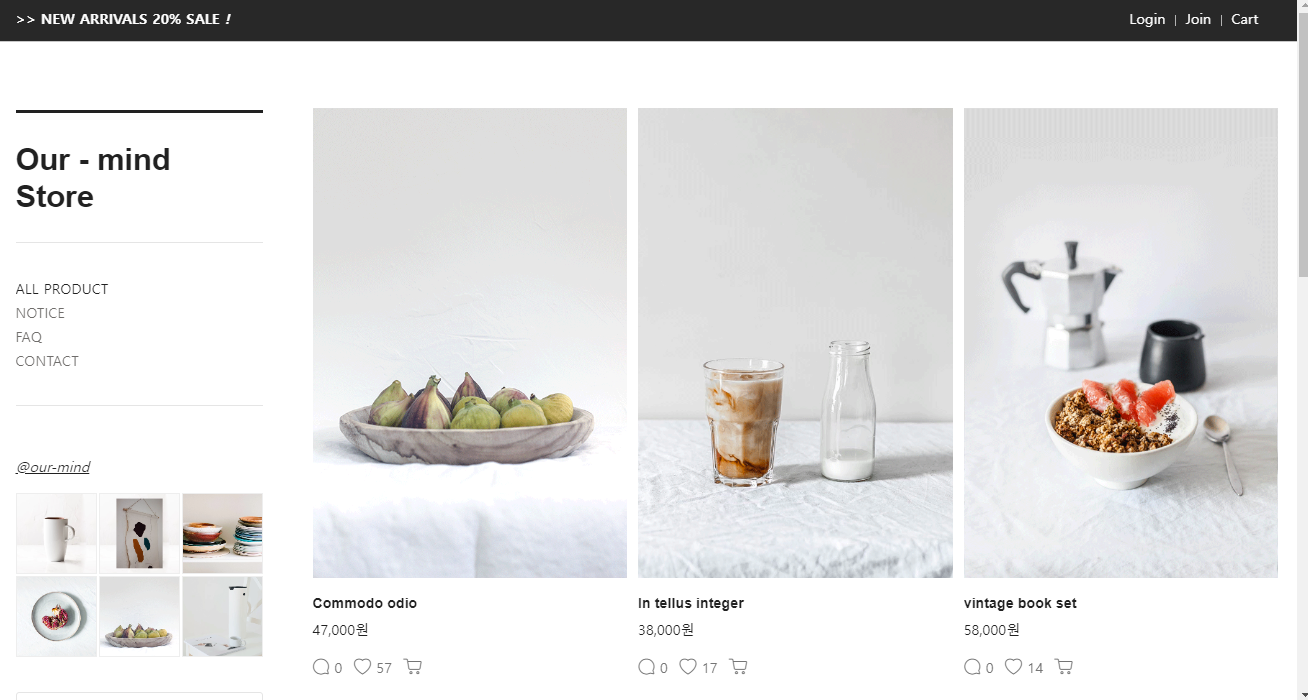 >> NEW ARRIVALS 20% SALE !
Login | Join | Cart
Our - mind
Store
ALL PRODUCT
NOTICE
FAQ
CONTACT
@our-mind
Commodo odio
47,000원
0 57
In tellus integer
38,000원
0 17
vintage book set
58,000원
0 14